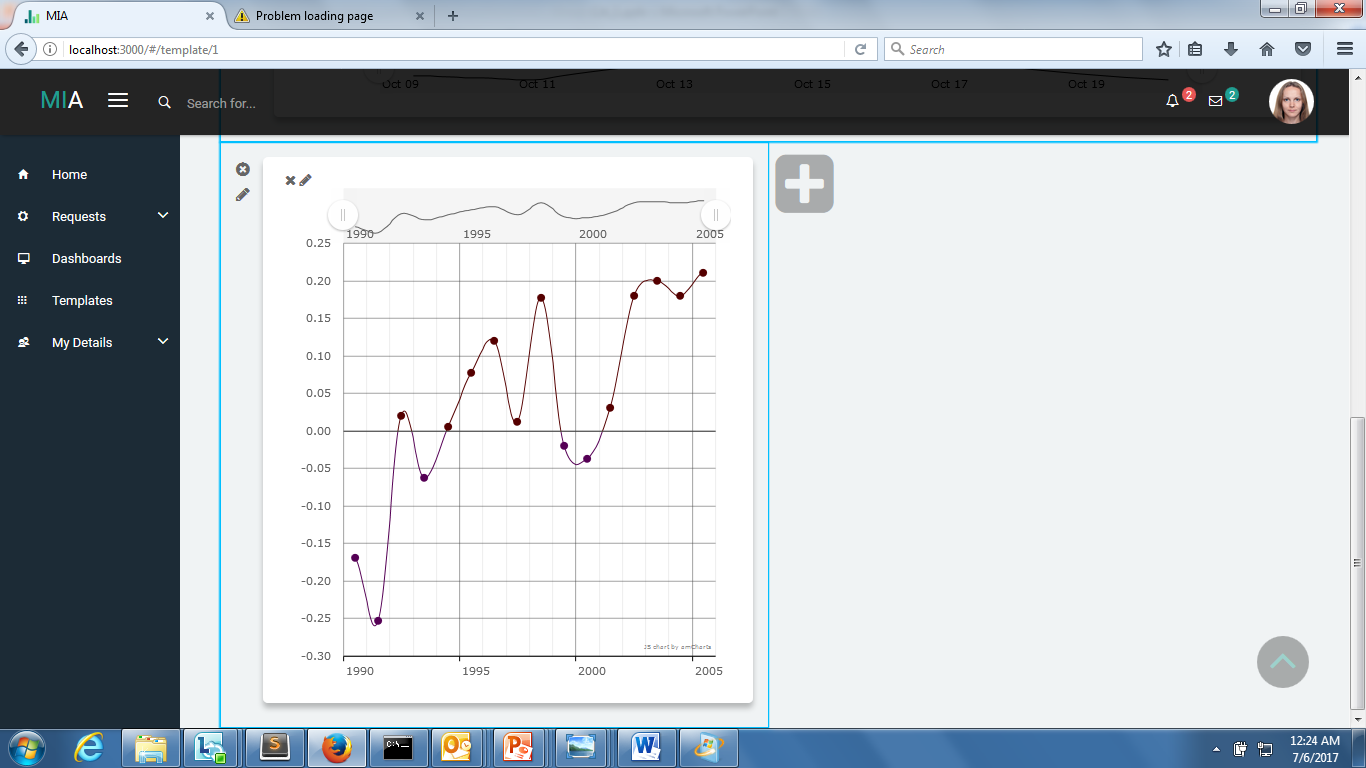 MIA
Problem loading page
localhost:3000/#/template/1
Search
MIA
Search for...
2
2
Oct 09
Oct 11
Oct 13
Oct 15
Oct 17
Oct 19
Home
Requests
Dashboards
Templates
My Details
1990
1995
2000
2005
0.25
0.20
0.15
0.10
0.05
0.00
-0.05
-0.10
-0.15
-0.20
-0.25
-0.30
JS chart by amCharts
1990
1995
2000
2005
12:24 AM
7/6/2017